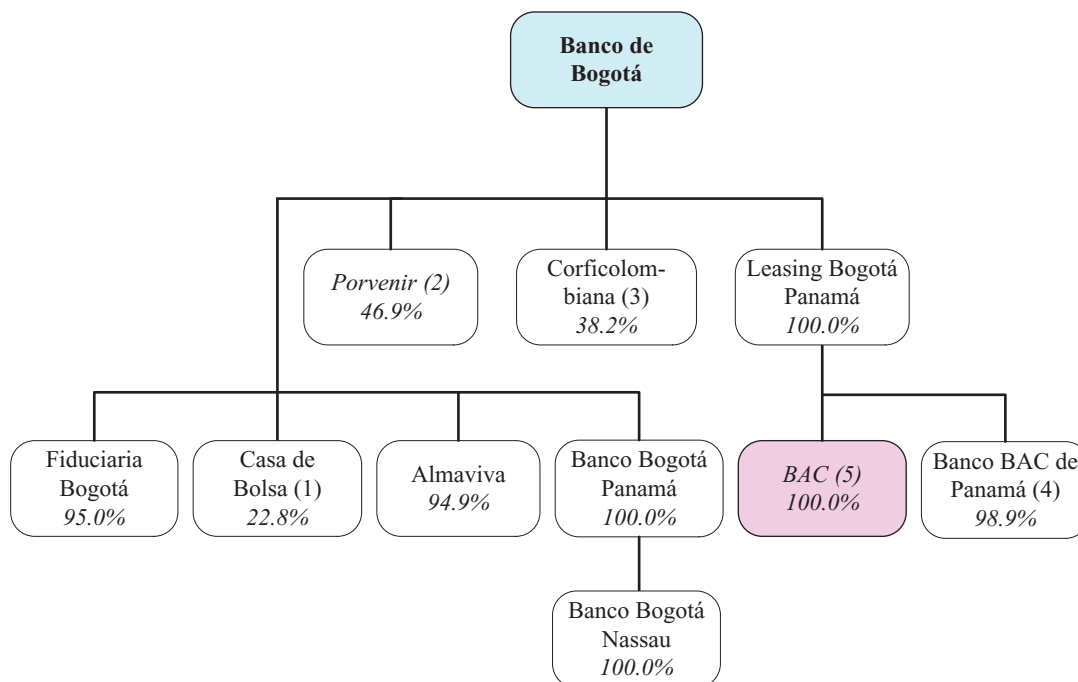 Banco de
Bogotá
Porvenir (2)
46.9%
Corficolom-
biana (3)
38.2%
Leasing Bogotá
Panamá
100.0%
Fiduciaria
Bogotá
95.0%
Casa de
Bolsa (1)
22.8%
Almaviva
94.9%
Banco Bogotá
Panamá
100.0%
BAC (5)
100.0%
Banco BAC de
Panamá (4)
98.9%
Banco Bogotá
Nassau
100.0%